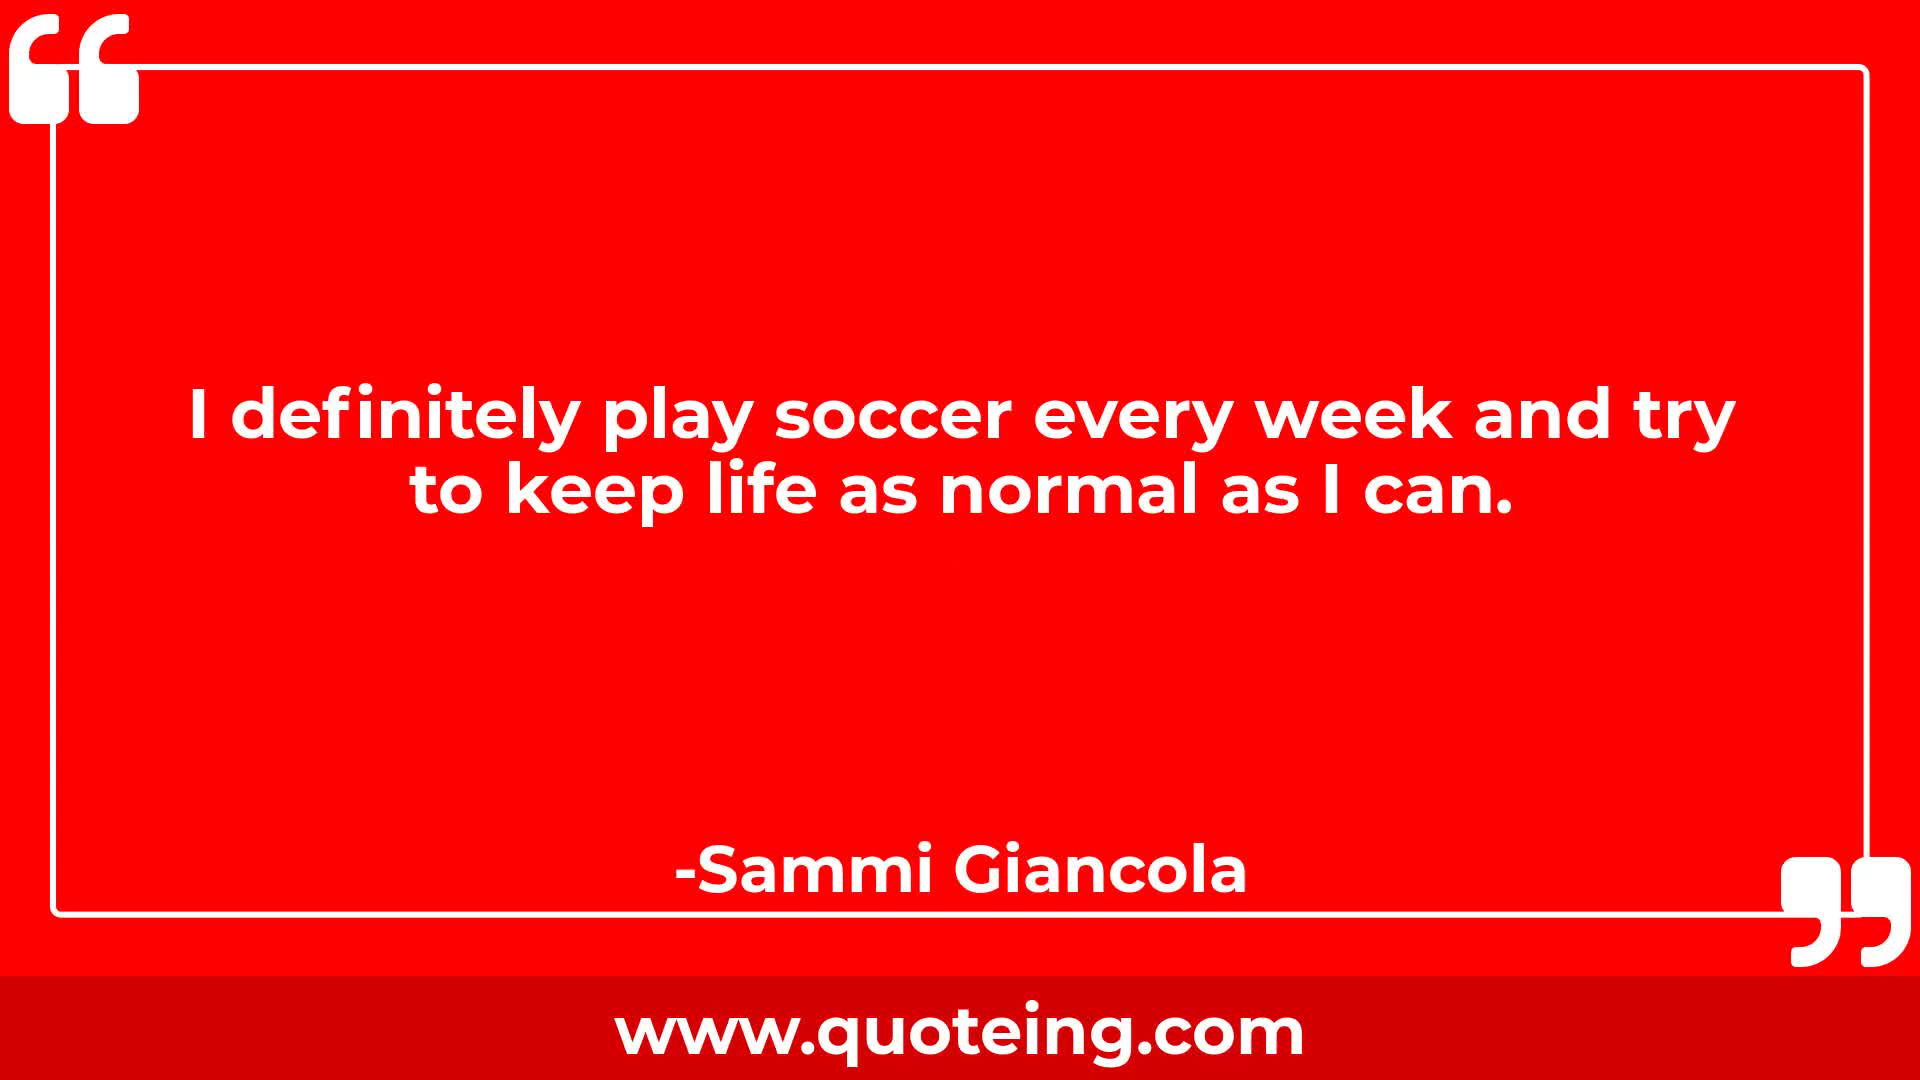 I definitely play soccer every week and try
to keep life as normal as I can.
-Sammi Giancola
www.quoteing.com